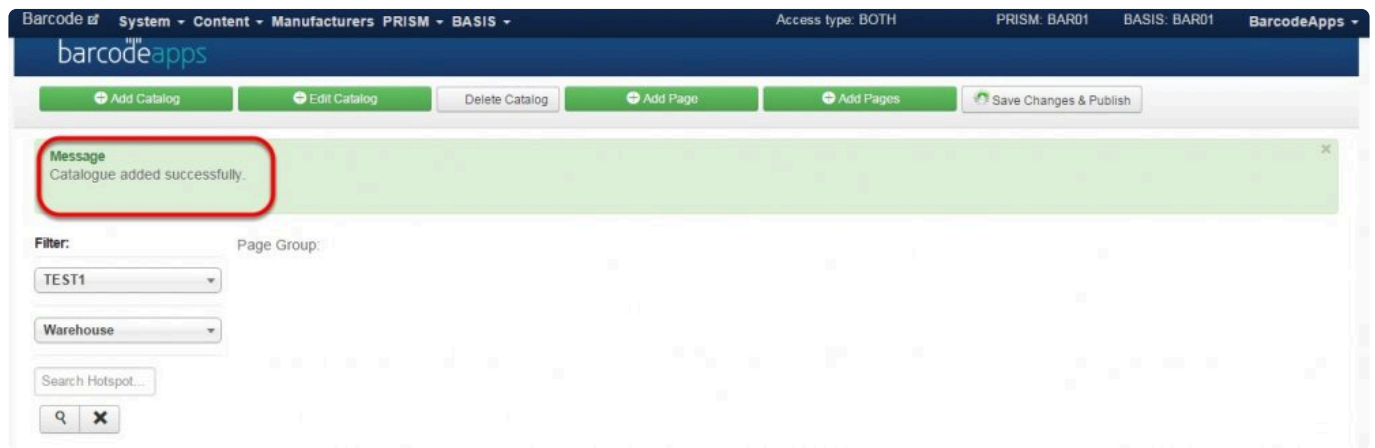 Barcode System Content Manufacturers PRISM BASIS Access type: BOTH PRISM: BAR01 BASIS: BAR01 BarcodeApps
barcodeapps
Add Catalog Edit Catalog Delete Catalog Add Page Add Pages Save Changes & Publish
Message
Catalogue added successfully.
Filter: Page Group:
TEST1
Warehouse
Search Hotspot...